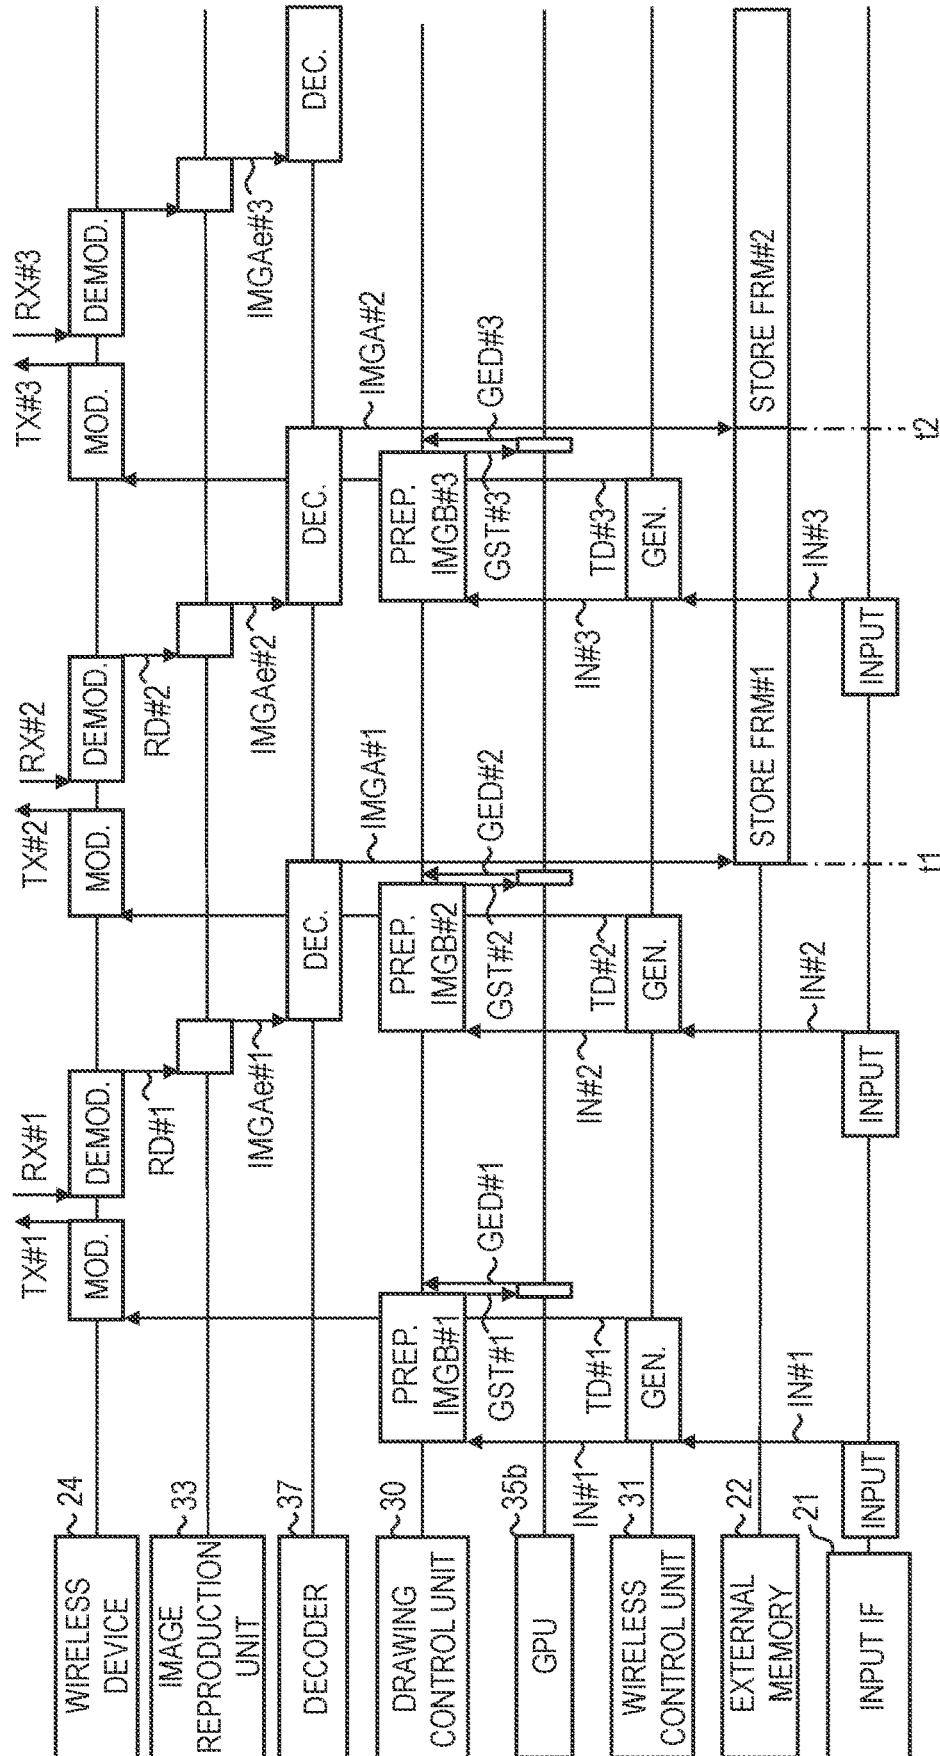 WIRELESS
DEVICE
24
MOD.
TX#1
RX#1
DEMOD.
MOD.
TX#2
RX#2
DEMOD.
MOD.
TX#3
RX#3
DEMOD.
IMAGE
REPRODUCTION
UNIT
33
RD#1
RD#2
DECODER
37
IMGAe#1
DEC.
IMGAe#2
DEC.
IMGAe#3
DEC.
IMGA#1
IMGA#2
DRAWING
CONTROL UNIT
30
PREP.
IMGB#1
PREP.
IMGB#2
PREP.
IMGB#3
GPU
35b
GST#1
GED#1
GST#2
GED#2
GST#3
GED#3
WIRELESS
CONTROL UNIT
31
IN#1
TD#1
GEN.
IN#2
TD#2
GEN.
IN#3
TD#3
GEN.
EXTERNAL
MEMORY
22
STORE FRM#1
STORE FRM#2
INPUT IF
21
INPUT
IN#1
INPUT
IN#2
INPUT
IN#3
t1
t2